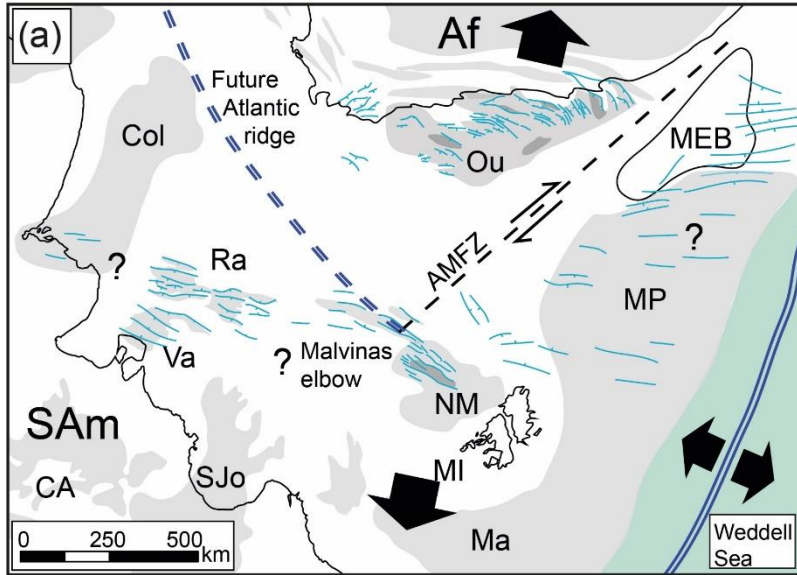 (a)
Af
Future
Atlantic
ridge
Col
MEB
Ou
?
AMFZ
Ra
?
MP
Va
?
Malvinas
elbow
NM
SAm
MI
SJo
CA
Ma
0 250 500
km
Weddell
Sea